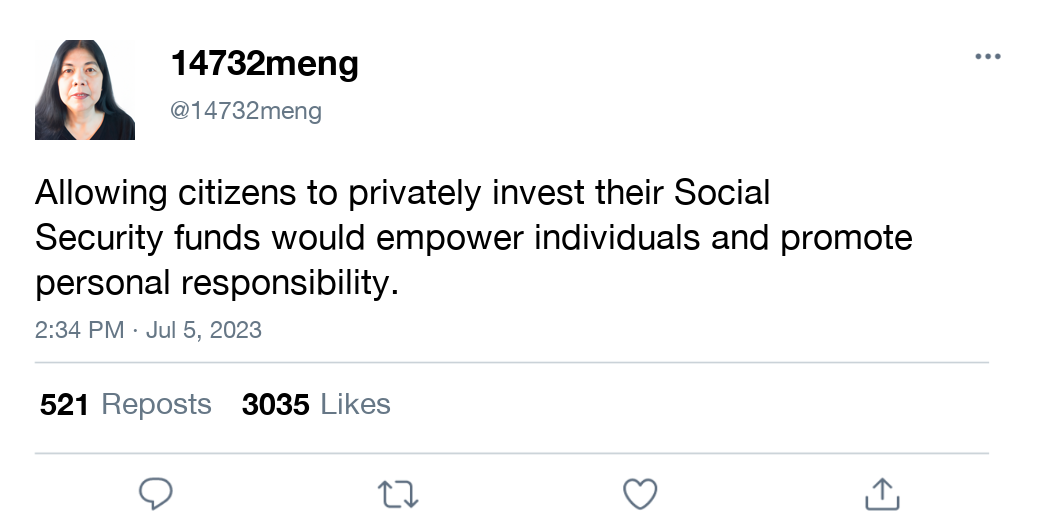 14732meng
@14732meng
Allowing citizens to privately invest their Social
Security funds would empower individuals and promote
personal responsibility.
2:34 PM · Jul 5, 2023
521 Reposts 3035 Likes